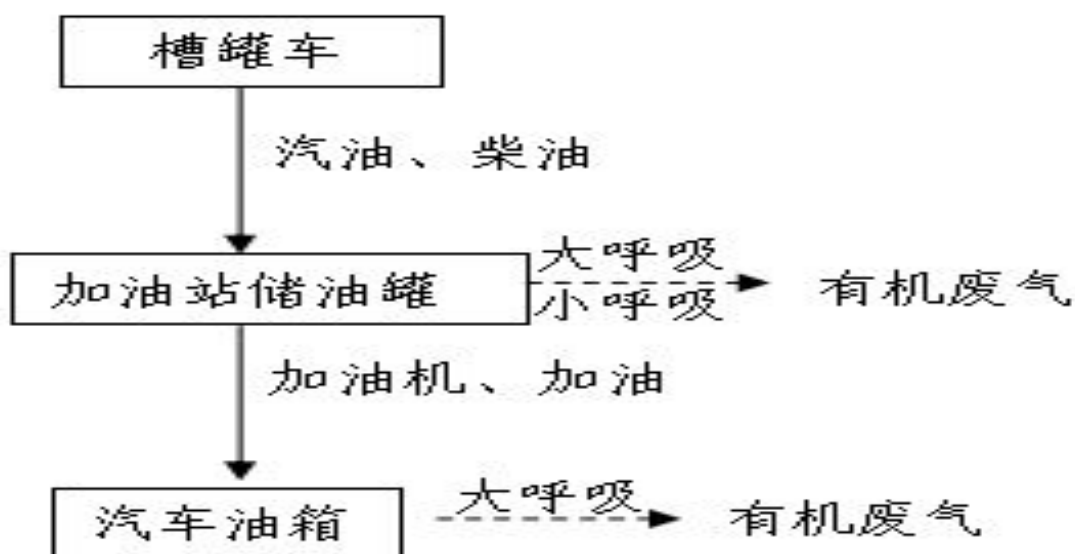 槽罐车
汽油、柴油
大呼吸
加油站储油罐
有机废气
小呼吸
加油机、加油
大呼吸
汽车油箱
有机废气